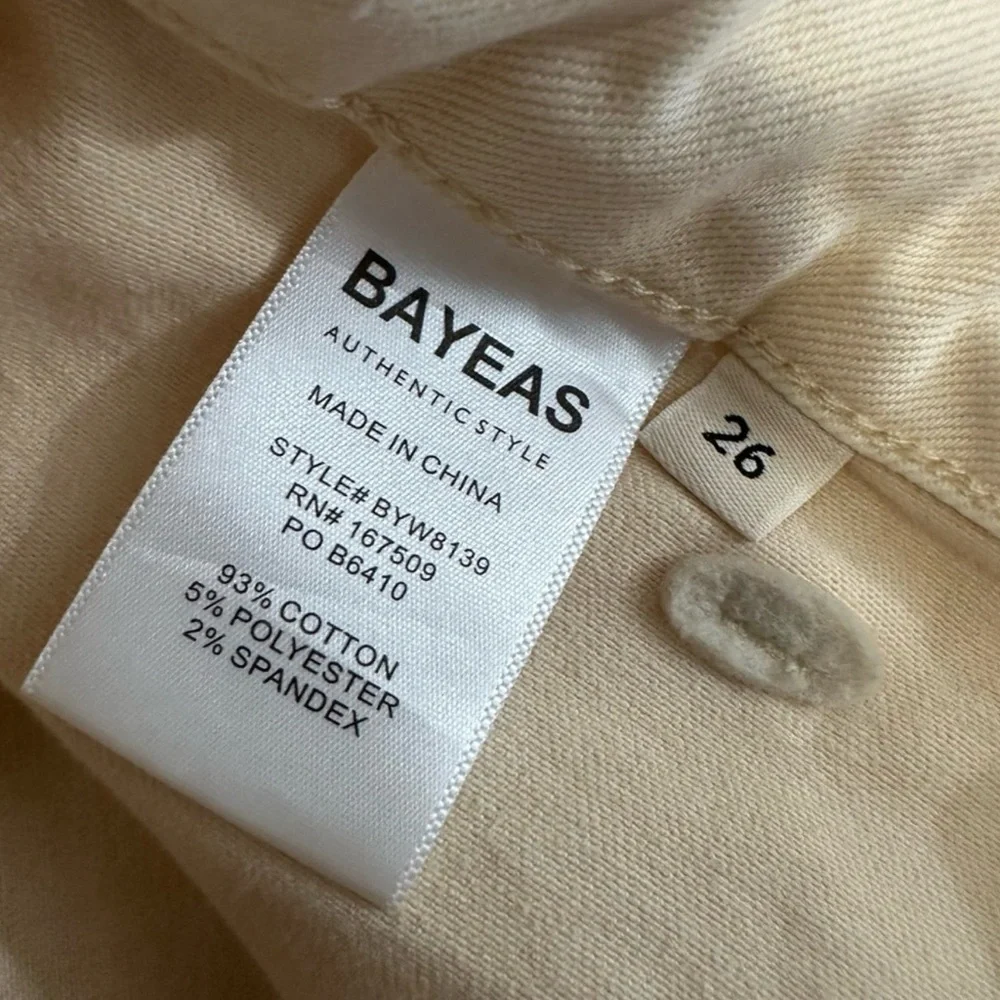 BAYEAS
AUTHENTIC STYLE
MADE IN CHINA
STYLE# BYW8139
RN# 167509
PO B6410
93% COTTON
5% POLYESTER
2% SPANDEX
26